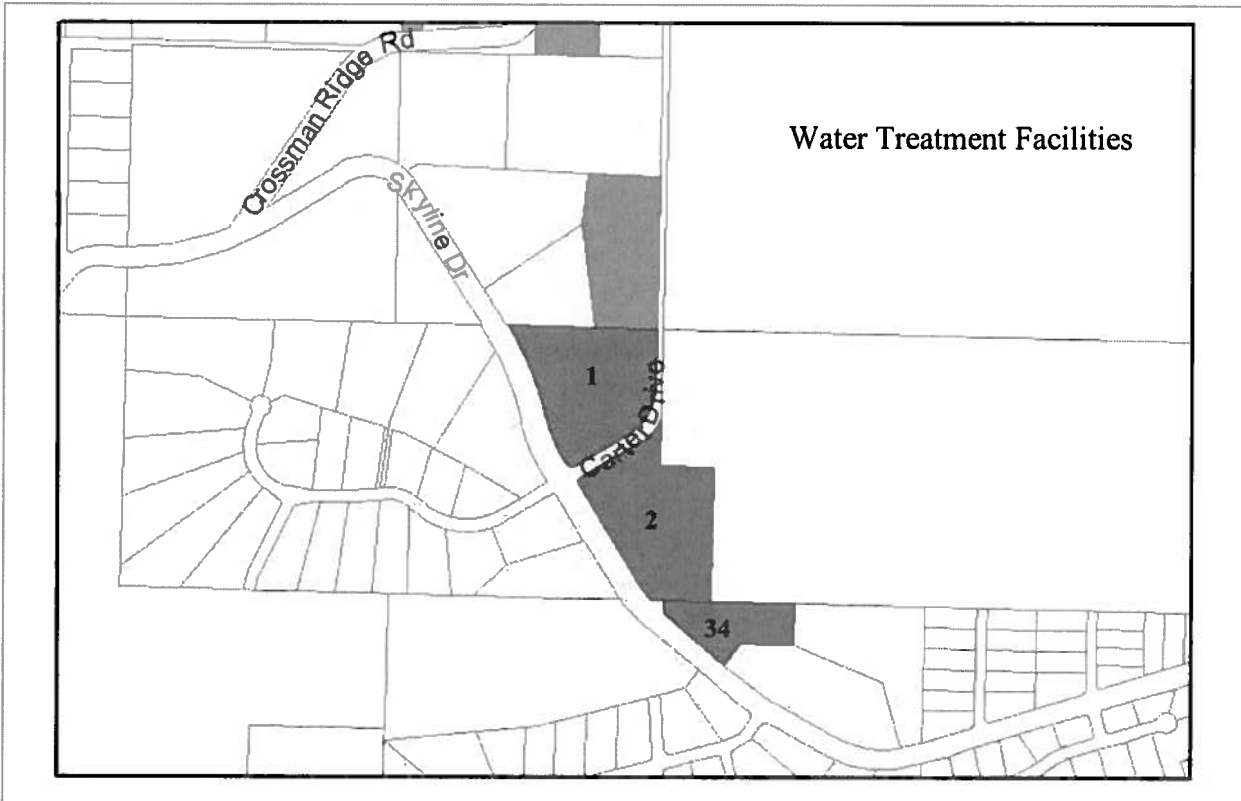 Crossman Ridge Rd
Water Treatment Facilities
Skyline Dr
1
Carter Drive
2
34